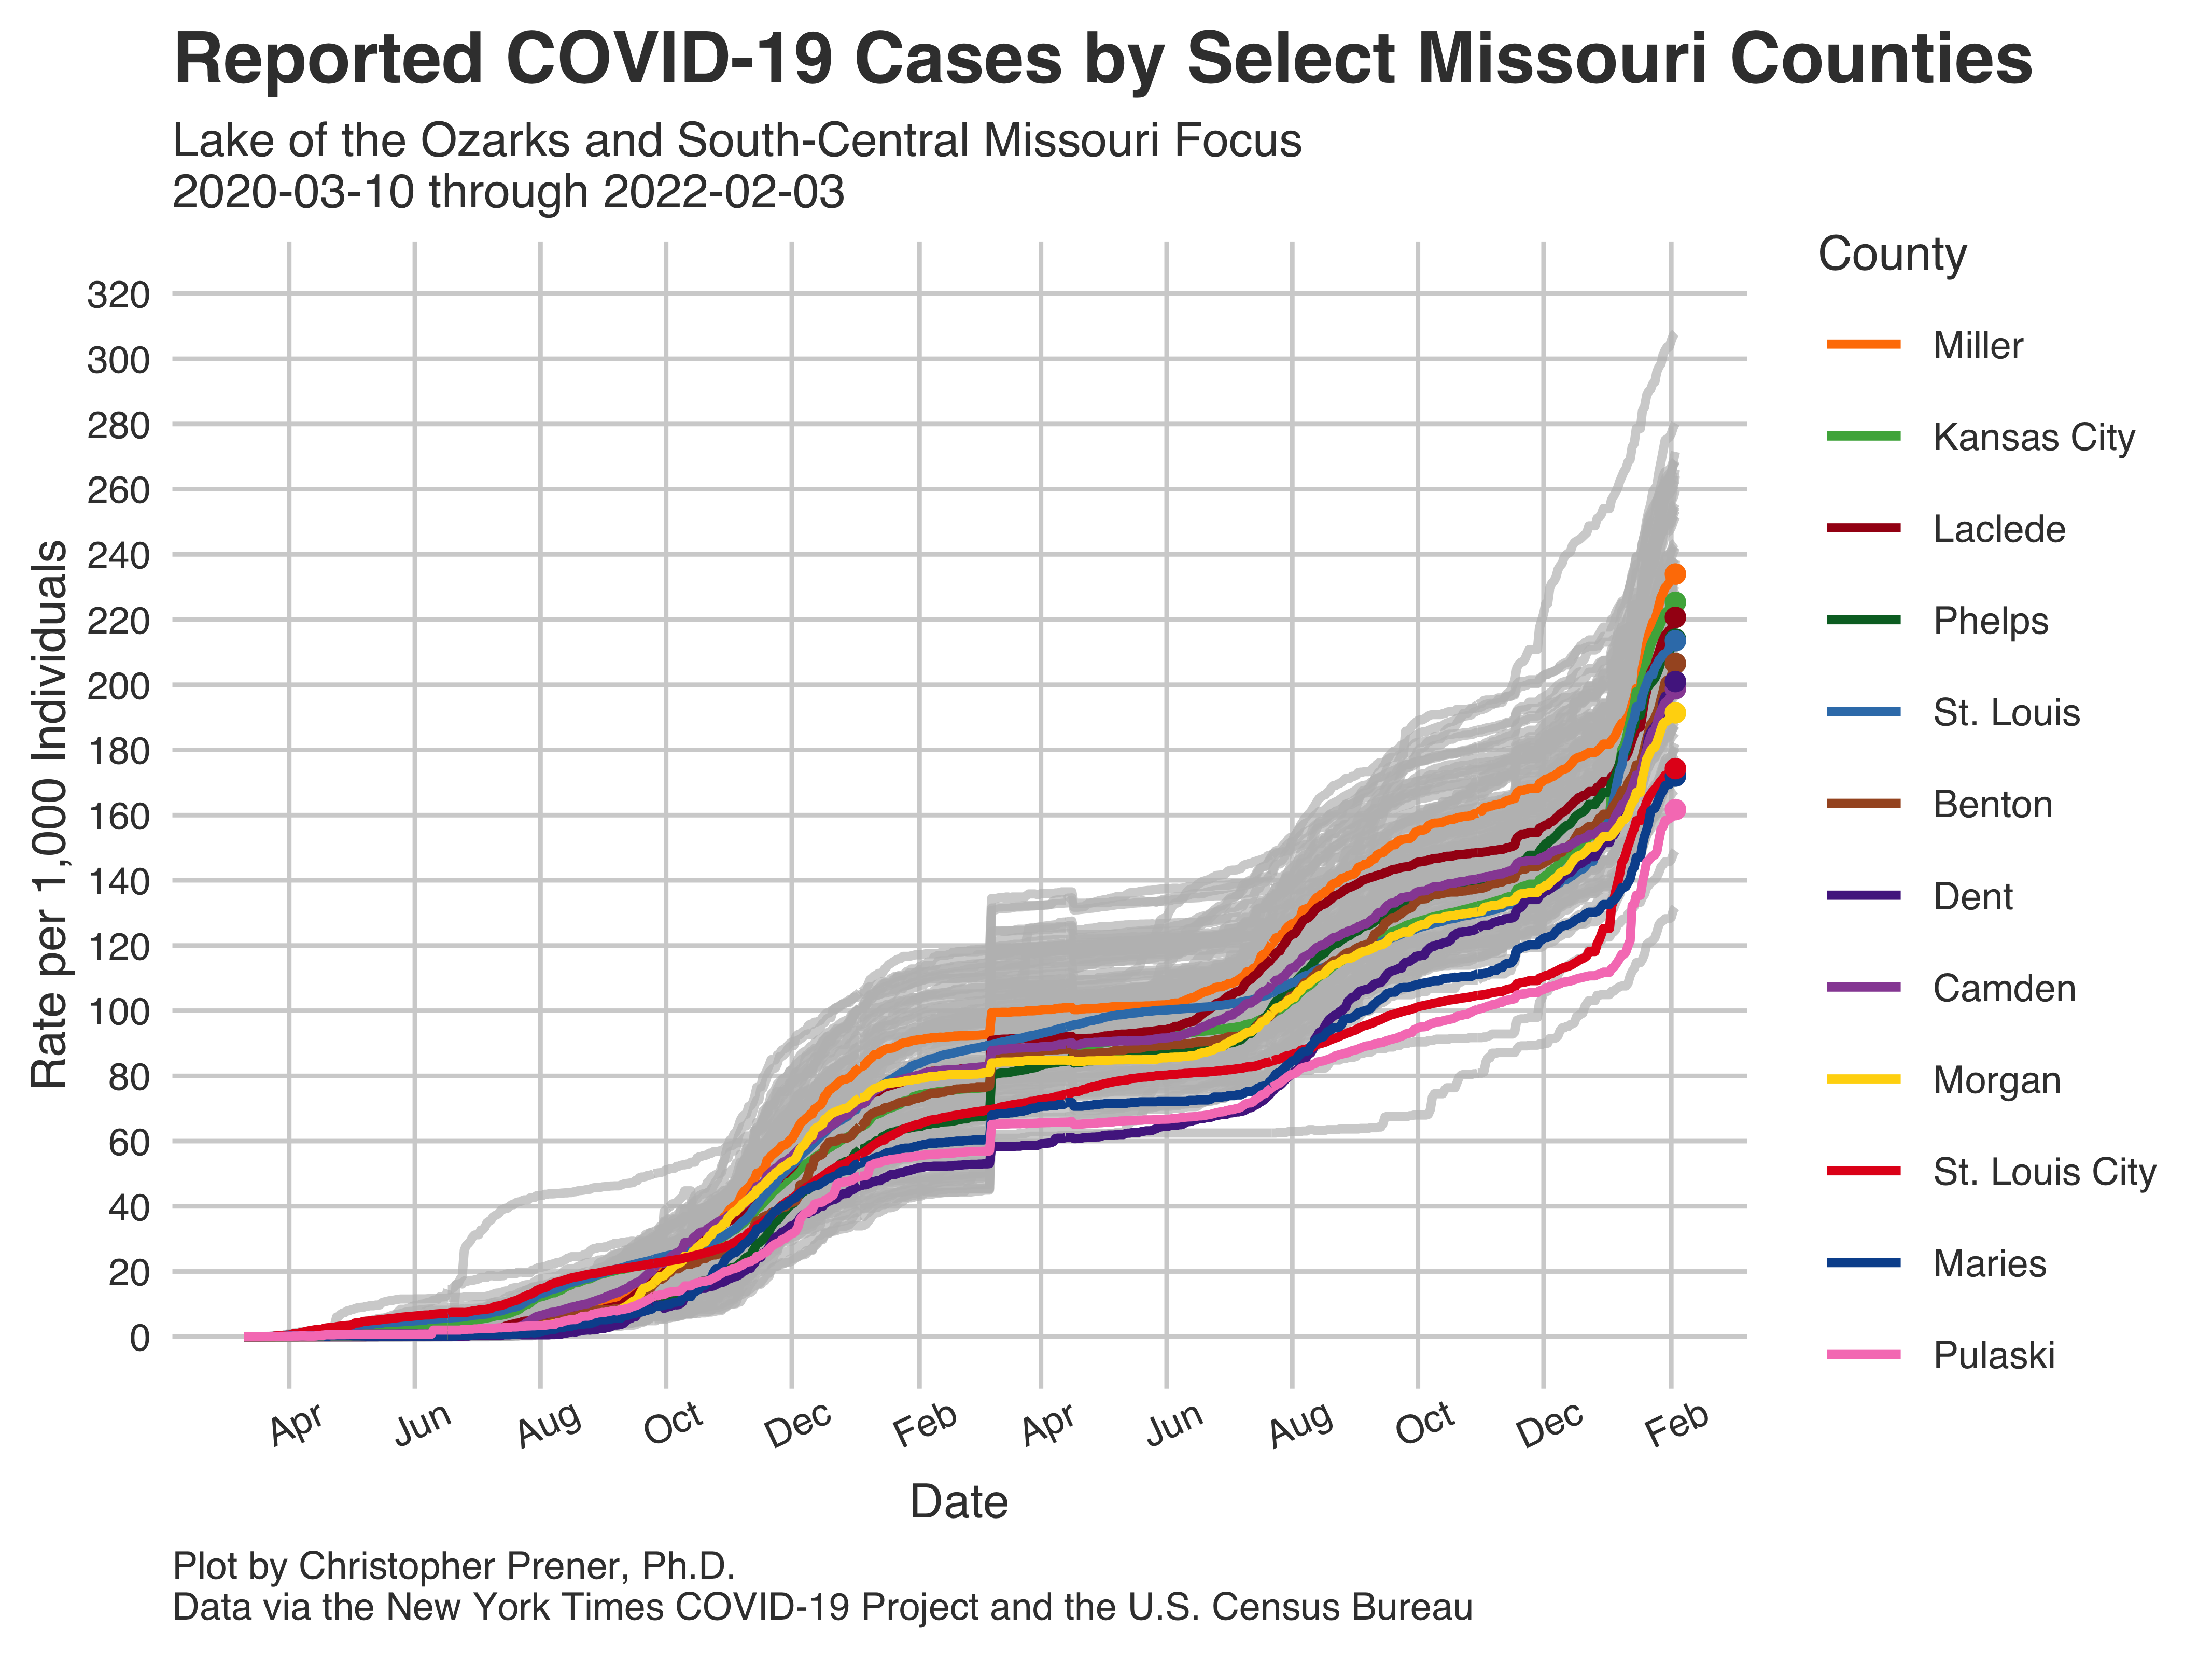 Reported COVID-19 Cases by Select Missouri Counties
Lake of the Ozarks and South-Central Missouri Focus
2020-03-10 through 2022-02-03
County
Miller
Kansas City
Laclede
Phelps
St. Louis
Benton
Dent
Camden
Morgan
St. Louis City
Maries
Pulaski
Rate per 1,000 Individuals
320
300
280
260
240
220
200
180
160
140
120
100
80
60
40
20
0
Apr Jun Aug Oct Dec Feb Apr Jun Aug Oct Dec Feb
Date
Plot by Christopher Prener, Ph.D.
Data via the New York Times COVID-19 Project and the U.S. Census Bureau